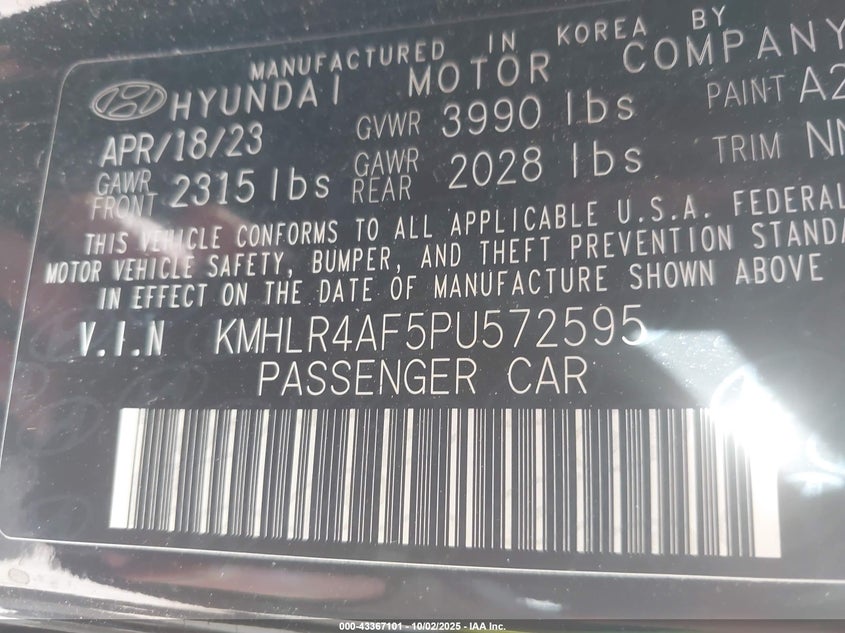 MANUFACTURED IN KOREA BY
HYUNDAI MOTOR COMPANY
APR/18/23 GVWR 3990 lbs PAINT A2
GAWR FRONT 2315 lbs GAWR REAR 2028 lbs TRIM NN
THIS VEHICLE CONFORMS TO ALL APPLICABLE U.S.A. FEDERAL
MOTOR VEHICLE SAFETY, BUMPER, AND THEFT PREVENTION STANDA
IN EFFECT ON THE DATE OF MANUFACTURE SHOWN ABOVE
V.I.N KMHLR4AF5PU572595
PASSENGER CAR
000-43367101 - 10/02/2025 - IAA Inc.